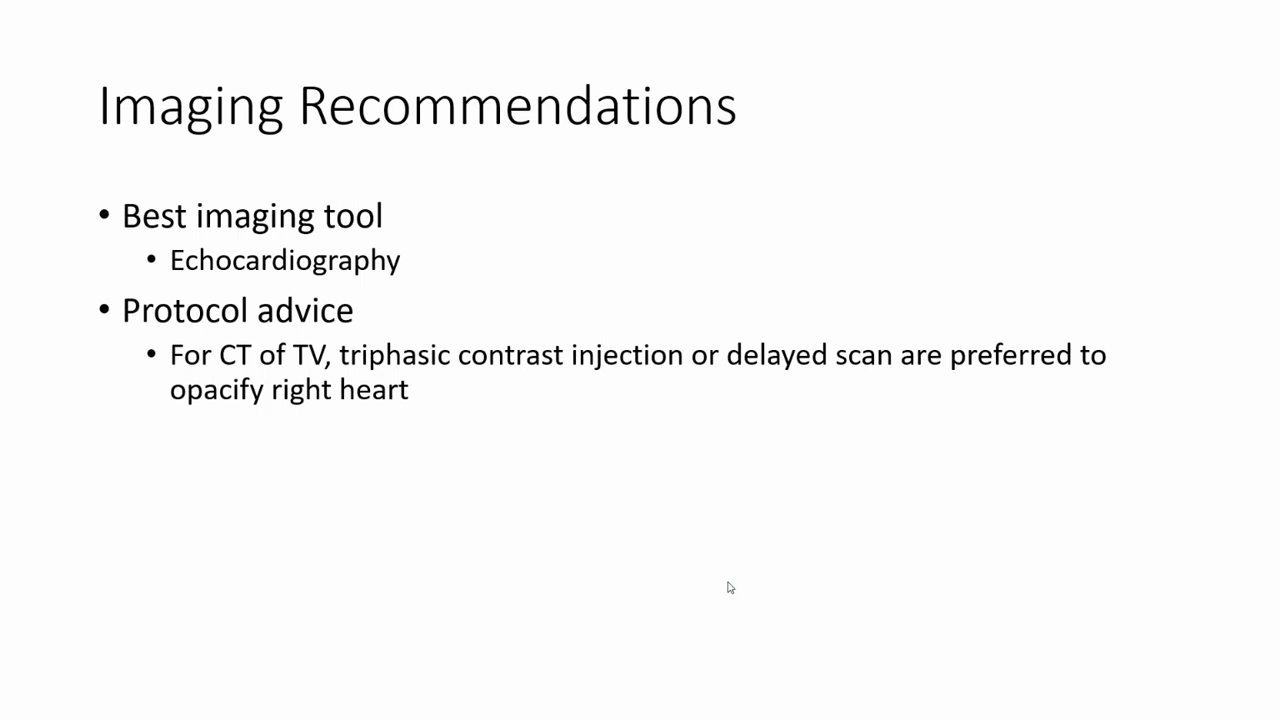 Imaging Recommendations
• Best imaging tool
• Echocardiography
• Protocol advice
• For CT of TV, triphasic contrast injection or delayed scan are preferred to
opacify right heart